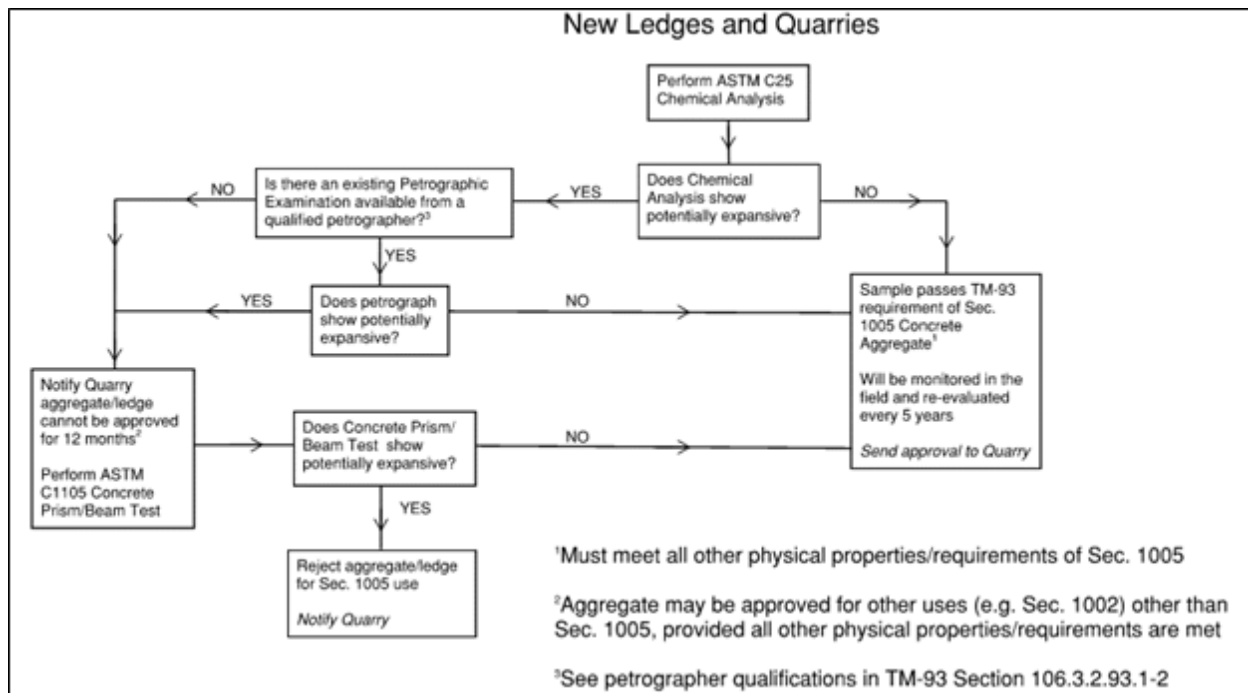 New Ledges and Quarries
Perform ASTM C25
Chemical Analysis
Does Chemical
Analysis show
potentially expansive?
YES
NO
Is there an existing Petrographic
Examination available from a
qualified petrographer?³
NO
YES
Does petrograph
show potentially
expansive?
YES
NO
Sample passes TM-93
requirement of Sec.
1005 Concrete
Aggregate¹
Will be monitored in the
field and re-evaluated
every 5 years
Send approval to Quarry
Notify Quarry
aggregate/ledge
cannot be approved
for 12 months²
Perform ASTM
C1105 Concrete
Prism/Beam Test
Does Concrete Prism/
Beam Test show
potentially expansive?
NO
YES
Reject aggregate/ledge
for Sec. 1005 use
Notify Quarry
¹Must meet all other physical properties/requirements of Sec. 1005
²Aggregate may be approved for other uses (e.g. Sec. 1002) other than
Sec. 1005, provided all other physical properties/requirements are met
³See petrographer qualifications in TM-93 Section 106.3.2.93.1-2